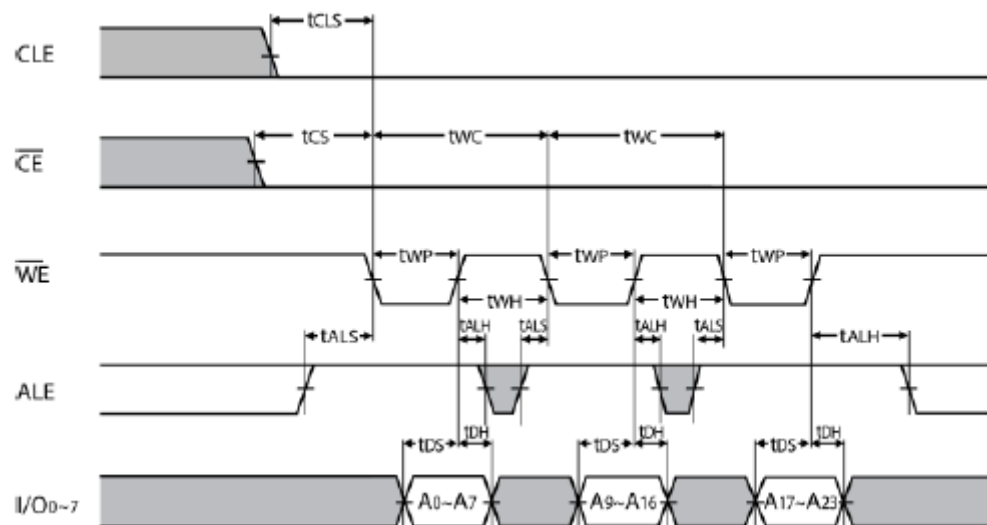 tCLS
CLE
tCS tWC tWC
CE
tWP tWP tWP
WE
tWH tWH
tALH tALS tALH tALS
tALS tALH
ALE
tDS tDH tDS tDH tDS tDH
I/O0~7 A0~A7 A9~A16 A17~A23